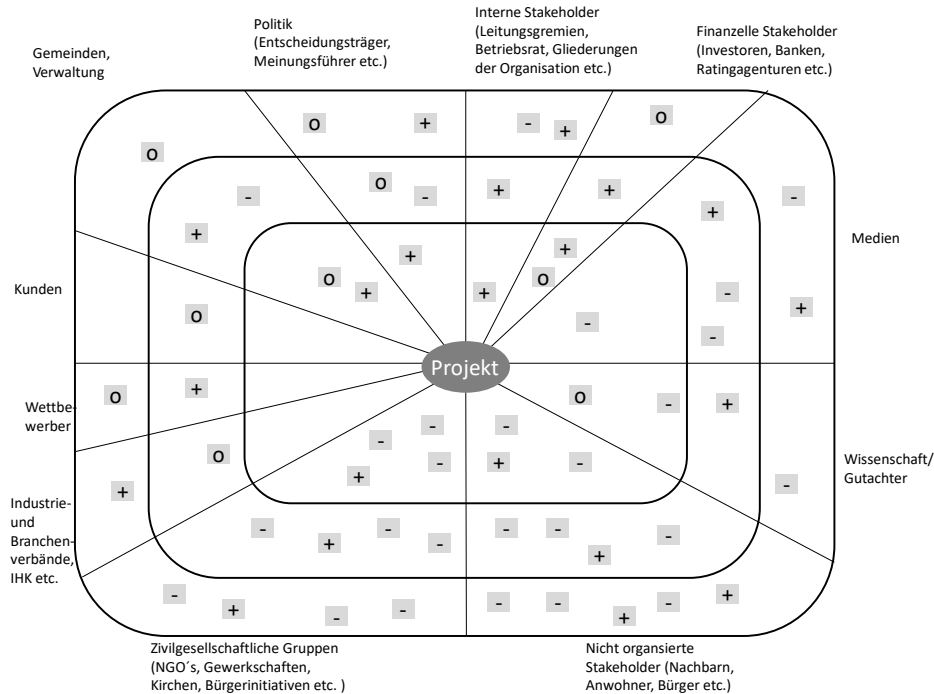 Gemeinden,
Verwaltung
Politik
(Entscheidungsträger,
Meinungsführer etc.)
Interne Stakeholder
(Leitungsgremien,
Betriebsrat, Gliederungen
der Organisation etc.)
Finanzelle Stakeholder
(Investoren, Banken,
Ratingagenturen etc.)
o + - + o
o
- o - + + + -
+
Medien
+ + o
o + +
Kunden
- +
o - -
Projekt
o + o - +
Wettbe-
werber
- -
-
o - + - Wissenschaft/
Gutachter
+ + -
Industrie-
und
Branchen-
verbände,
IHK etc.
- + - - - - + -
- + - - - - + - +
Zivilgesellschaftliche Gruppen
(NGO´s, Gewerkschaften,
Kirchen, Bürgerinitiativen etc. )
Nicht organsierte
Stakeholder (Nachbarn,
Anwohner, Bürger etc.)